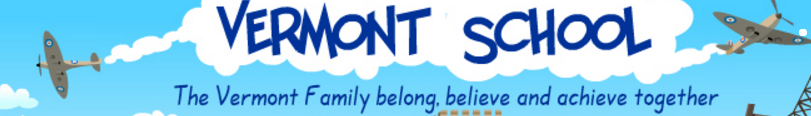 VERMONT SCHOOL
The Vermont Family belong, believe and achieve together